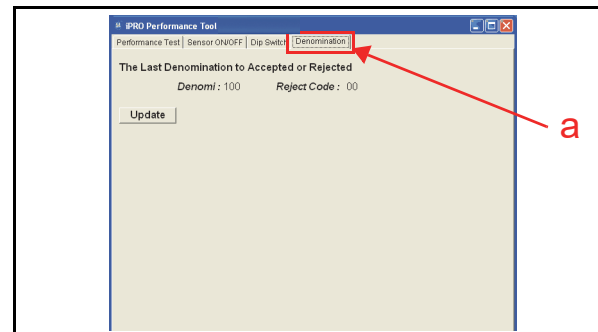 iPRO Performance Tool
Performance Test Sensor ON/OFF Dip Switch Denomination
The Last Denomination to Accepted or Rejected
Denomi : 100 Reject Code : 00
Update
a